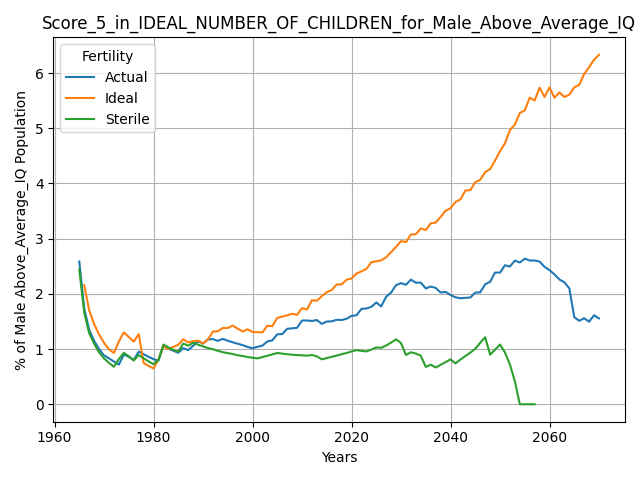 Score_5_in_IDEAL_NUMBER_OF_CHILDREN_for_Male_Above_Average_IQ
Fertility
Actual
Ideal
Sterile
% of Male Above_Average_IQ Population
6
5
4
3
2
1
0
1960
1980
2000
2020
2040
2060
Years